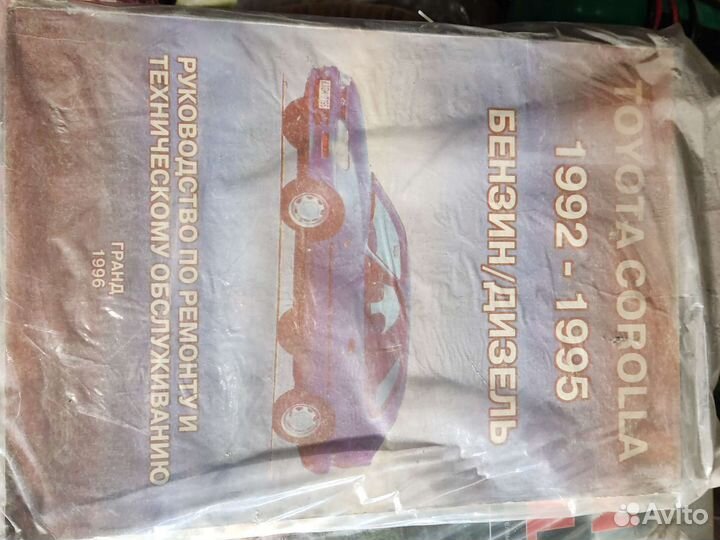 TOYOTA COROLLA
1992 - 1995
БЕНЗИН/ДИЗЕЛЬ
РУКОВОДСТВО ПО РЕМОНТУ И
ТЕХНИЧЕСКОМУ ОБСЛУЖИВАНИЮ
ГРАНД
1996
Avito